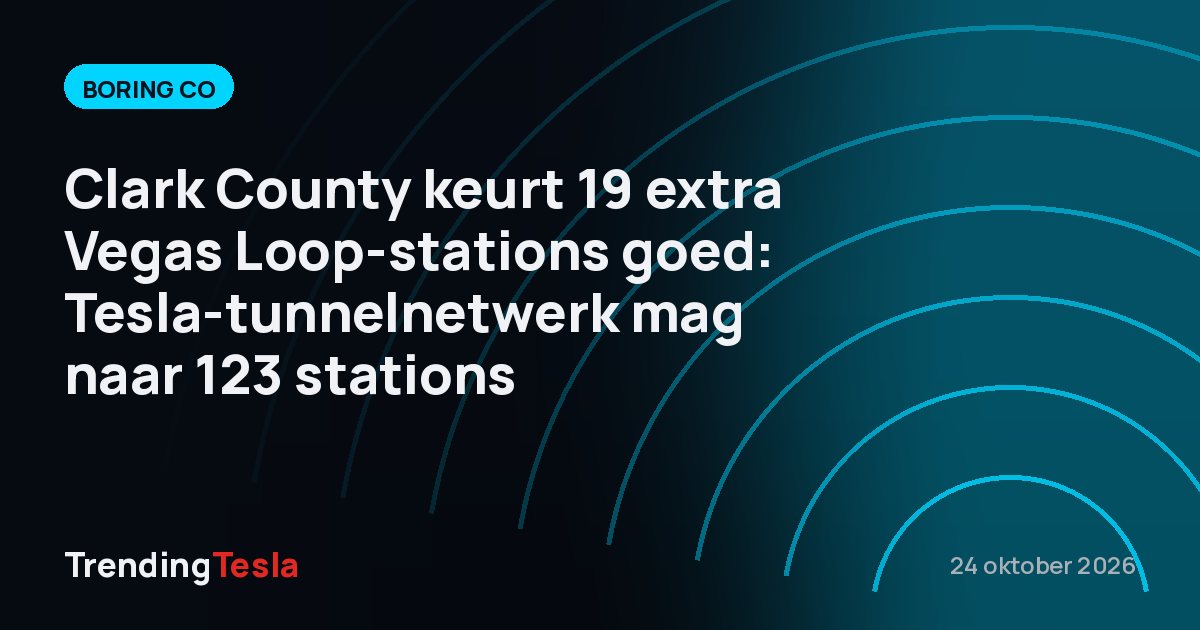 BORING CO
Clark County keurt 19 extra
Vegas Loop-stations goed:
Tesla-tunnelnetwerk mag
naar 123 stations
TrendingTesla
24 oktober 2026